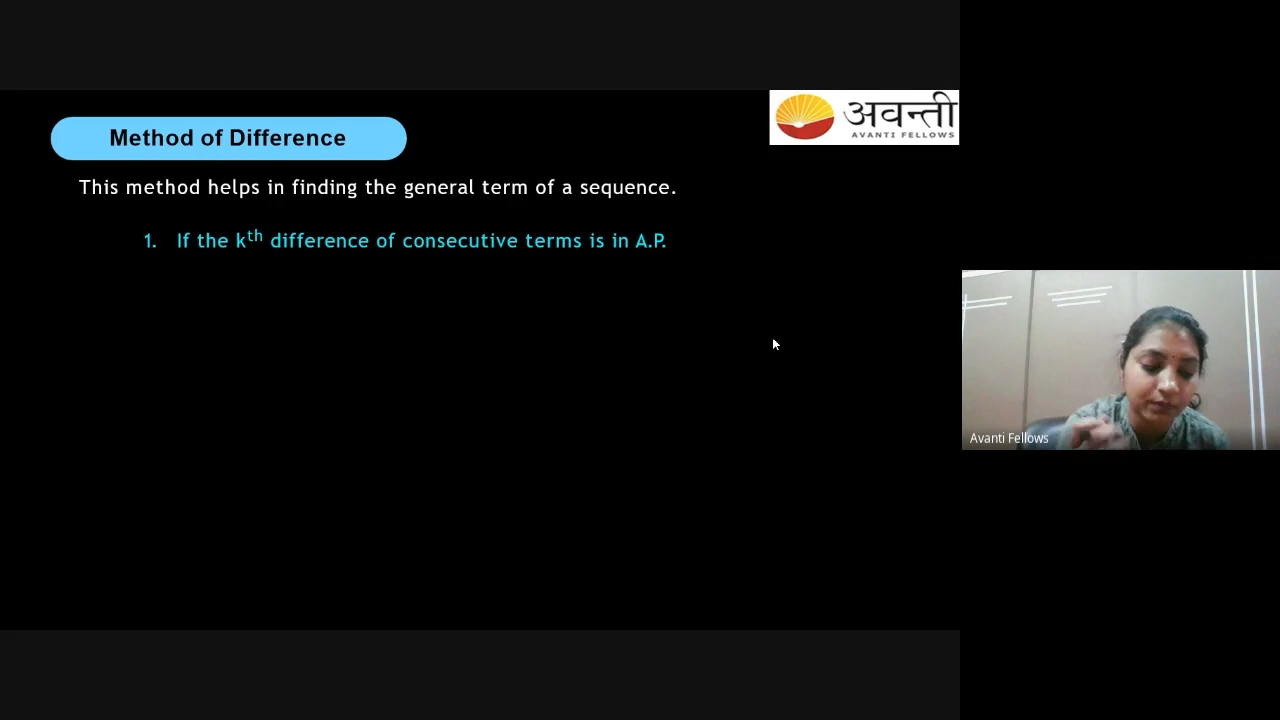 अवन्ती
AVANTI FELLOWS
Method of Difference
This method helps in finding the general term of a sequence.
1. If the kth difference of consecutive terms is in A.P.
Avanti Fellows